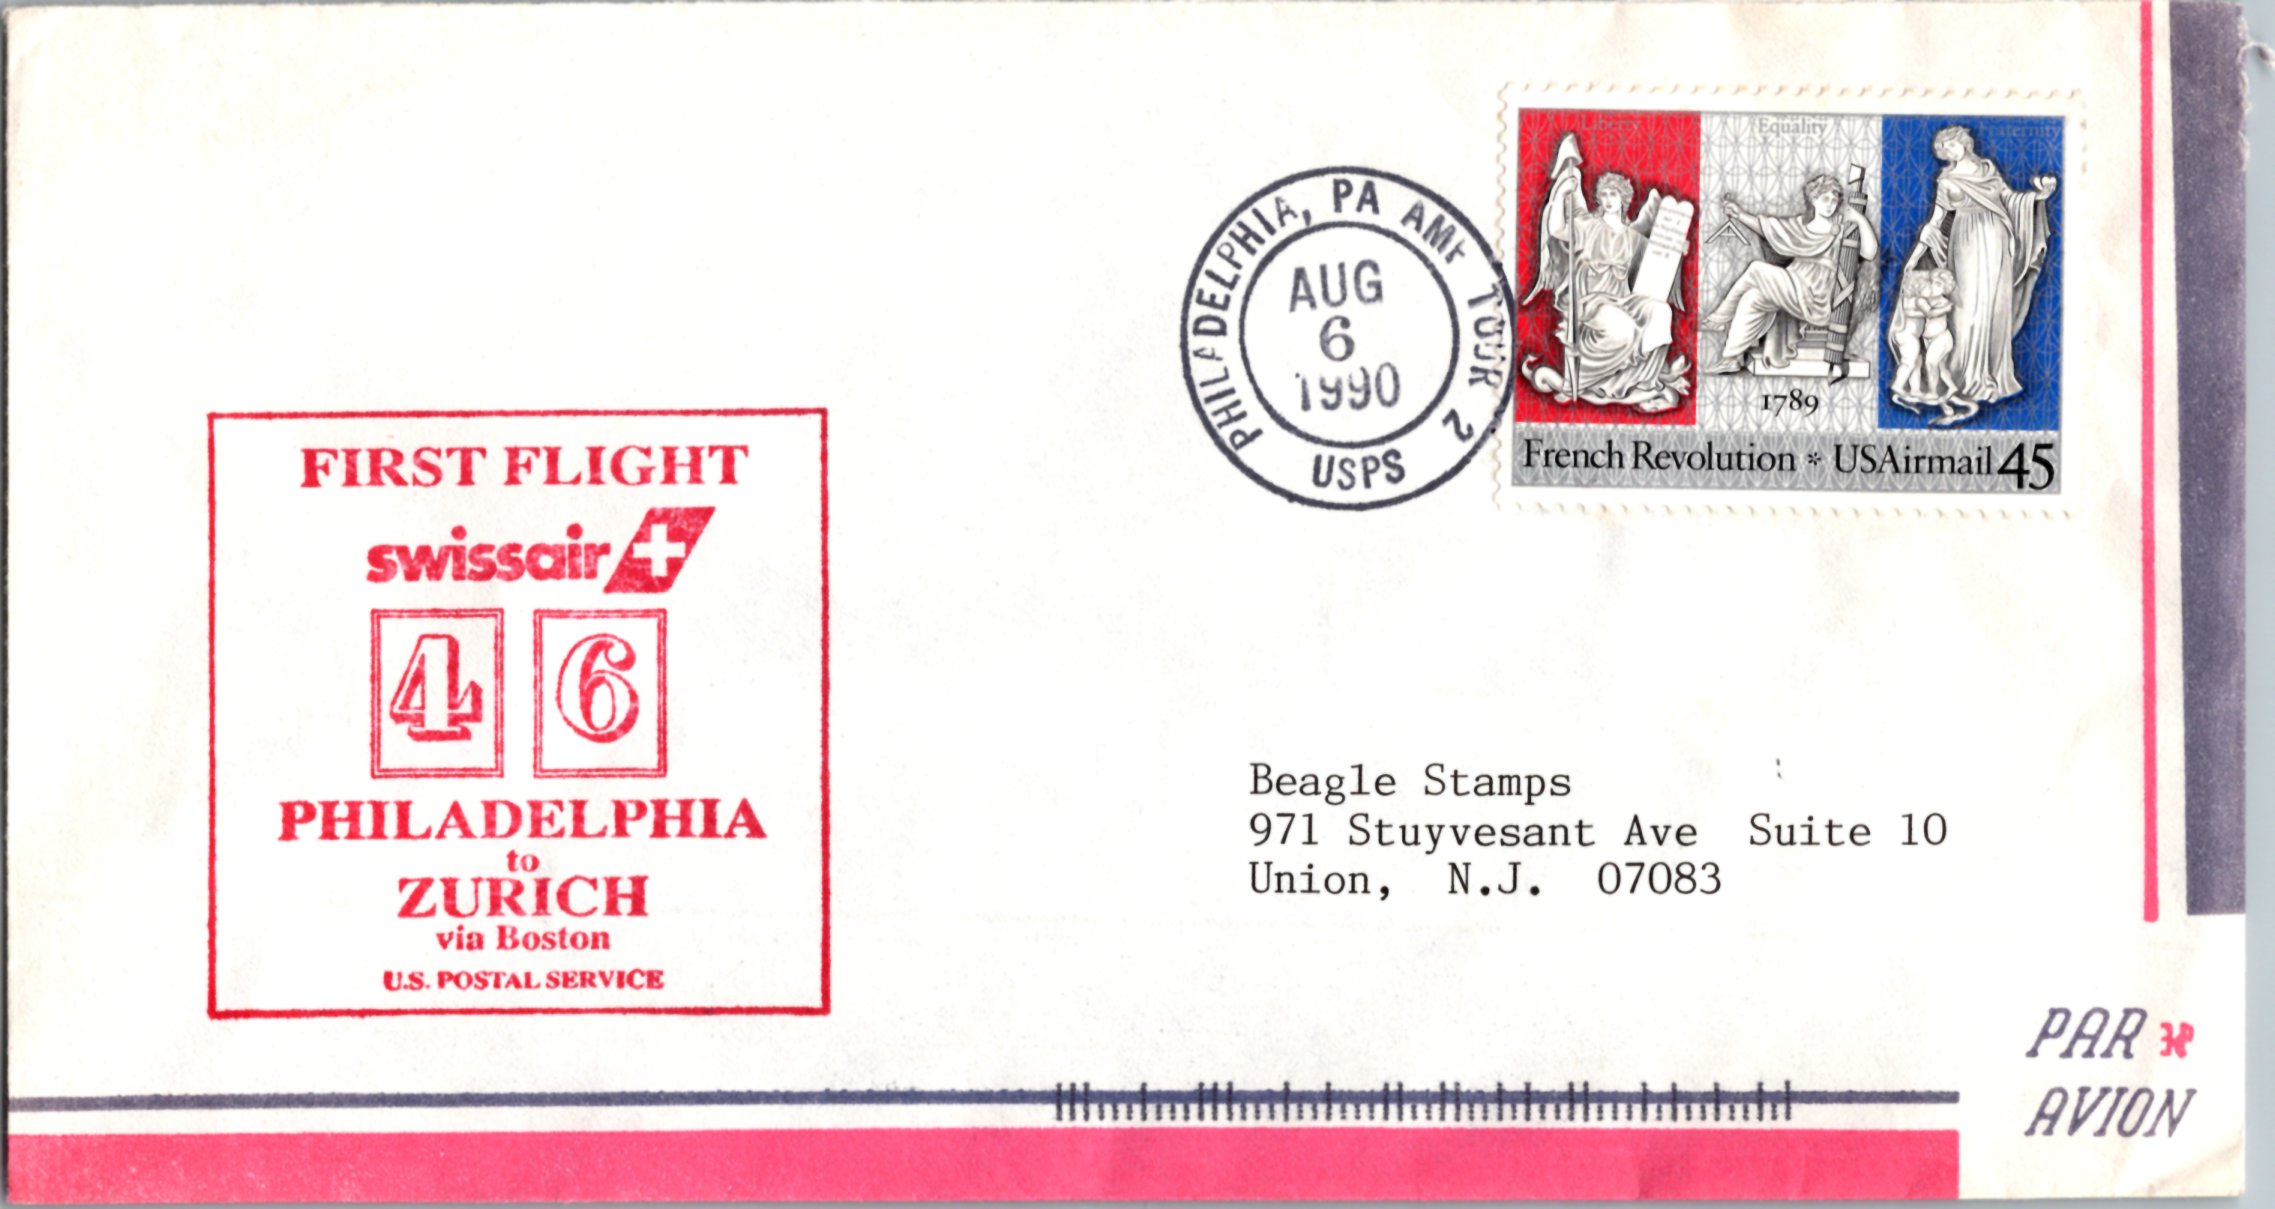 Liberty
Equality
Fraternity
1789
French Revolution * USAirmail 45
PHILADELPHIA, PA AMF TOUR 2
AUG
6
1990
USPS
FIRST FLIGHT
swissair
4 6
PHILADELPHIA
to
ZURICH
via Boston
U.S. POSTAL SERVICE
Beagle Stamps
971 Stuyvesant Ave Suite 10
Union, N.J. 07083
PAR
AVION